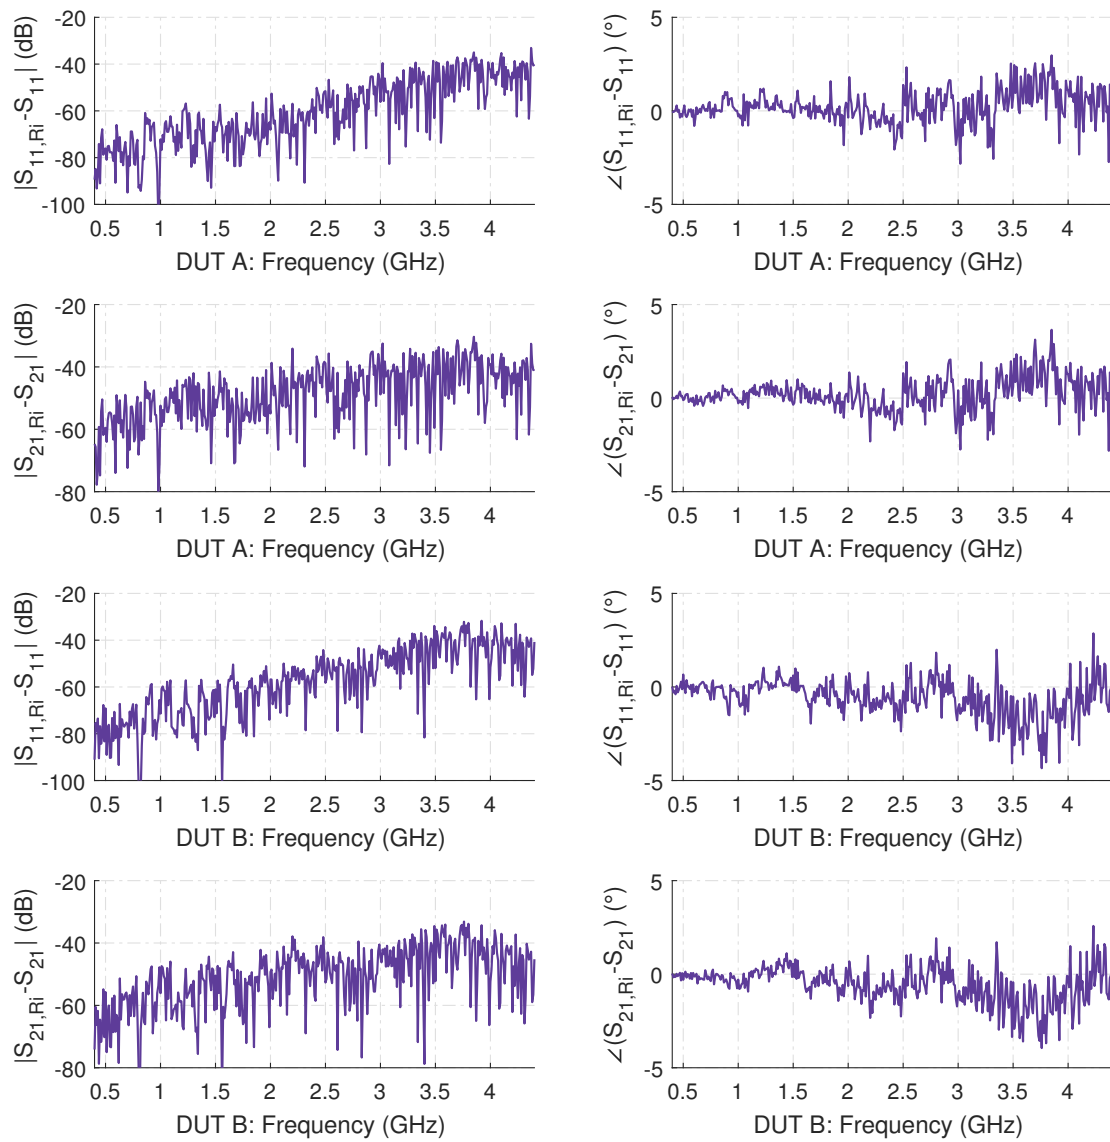 |S11,Ri-S11| (dB)
-20
-40
-60
-80
-100
0.5 1 1.5 2 2.5 3 3.5 4
DUT A: Frequency (GHz)
∠(S11,Ri-S11) (°)
5
0
-5
0.5 1 1.5 2 2.5 3 3.5 4
DUT A: Frequency (GHz)
|S21,Ri-S21| (dB)
-20
-40
-60
-80
0.5 1 1.5 2 2.5 3 3.5 4
DUT A: Frequency (GHz)
∠(S21,Ri-S21) (°)
5
0
-5
0.5 1 1.5 2 2.5 3 3.5 4
DUT A: Frequency (GHz)
|S11,Ri-S11| (dB)
-20
-40
-60
-80
-100
0.5 1 1.5 2 2.5 3 3.5 4
DUT B: Frequency (GHz)
∠(S11,Ri-S11) (°)
5
0
-5
0.5 1 1.5 2 2.5 3 3.5 4
DUT B: Frequency (GHz)
|S21,Ri-S21| (dB)
-20
-40
-60
-80
0.5 1 1.5 2 2.5 3 3.5 4
DUT B: Frequency (GHz)
∠(S21,Ri-S21) (°)
5
0
-5
0.5 1 1.5 2 2.5 3 3.5 4
DUT B: Frequency (GHz)